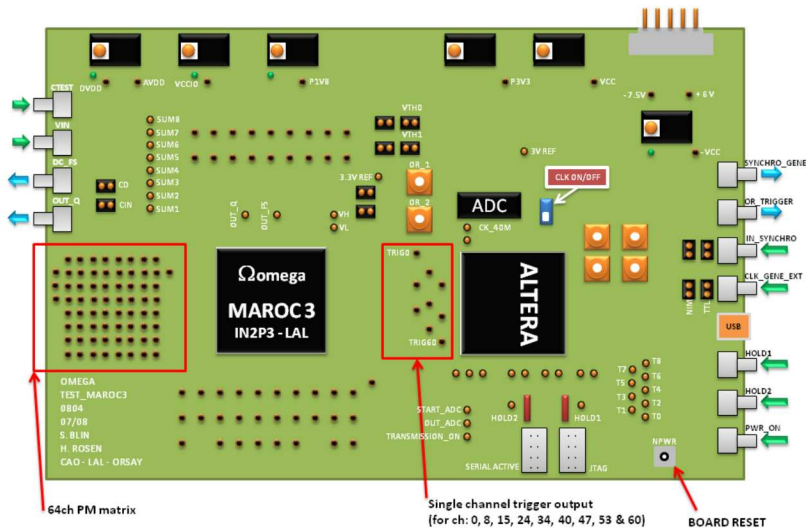 DVDD
AVDD
VCCIO
P1V8
P3V3
VCC
-7.5V
+6V
-VCC
CTEST
VIN
DC_FS
OUT_Q
SUM8
SUM7
SUM6
SUM5
SUM4
SUM3
SUM2
SUM1
CD
CIN
VTH0
VTH1
3V REF
3.3V REF
OR_1
OR_2
CLK ON/OFF
ADC
CK_40M
OUT_Q
OUT_FS
VH
VL
SYNCHRO_GENE
OR_TRIGGER
IN_SYNCHRO
CLK_GENE_EXT
NIM
TTL
USB
HOLD1
HOLD2
PWR_ON
Ωomega
MAROC 3
IN2P3 - LAL
TRIG0
TRIG60
ALTERA
T8
T7
T6
T5
T4
T3
T2
T1
T0
OMEGA
TEST_MAROC3
0804
07/08
S. BLIN
H. ROSEN
CAO - LAL - ORSAY
START_ADC
OUT_ADC
TRANSMISSION_ON
HOLD2
HOLD1
SERIAL ACTIVE
JTAG
NPWR
64ch PM matrix
Single channel trigger output
(for ch: 0, 8, 15, 24, 34, 40, 47, 53 & 60)
BOARD RESET